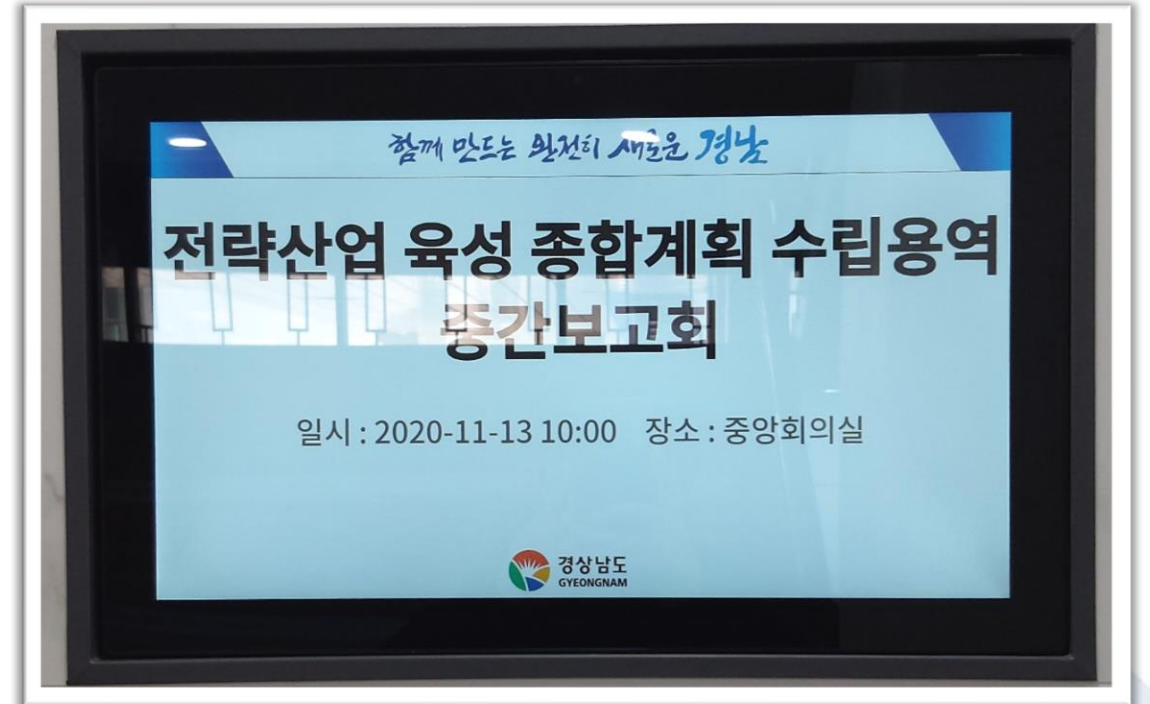 함께 만드는 완전히 새로운 경남
전략산업 육성 종합계획 수립용역
중간보고회
일시 : 2020-11-13 10:00 장소 : 중앙회의실
경상남도
GYEONGNAM